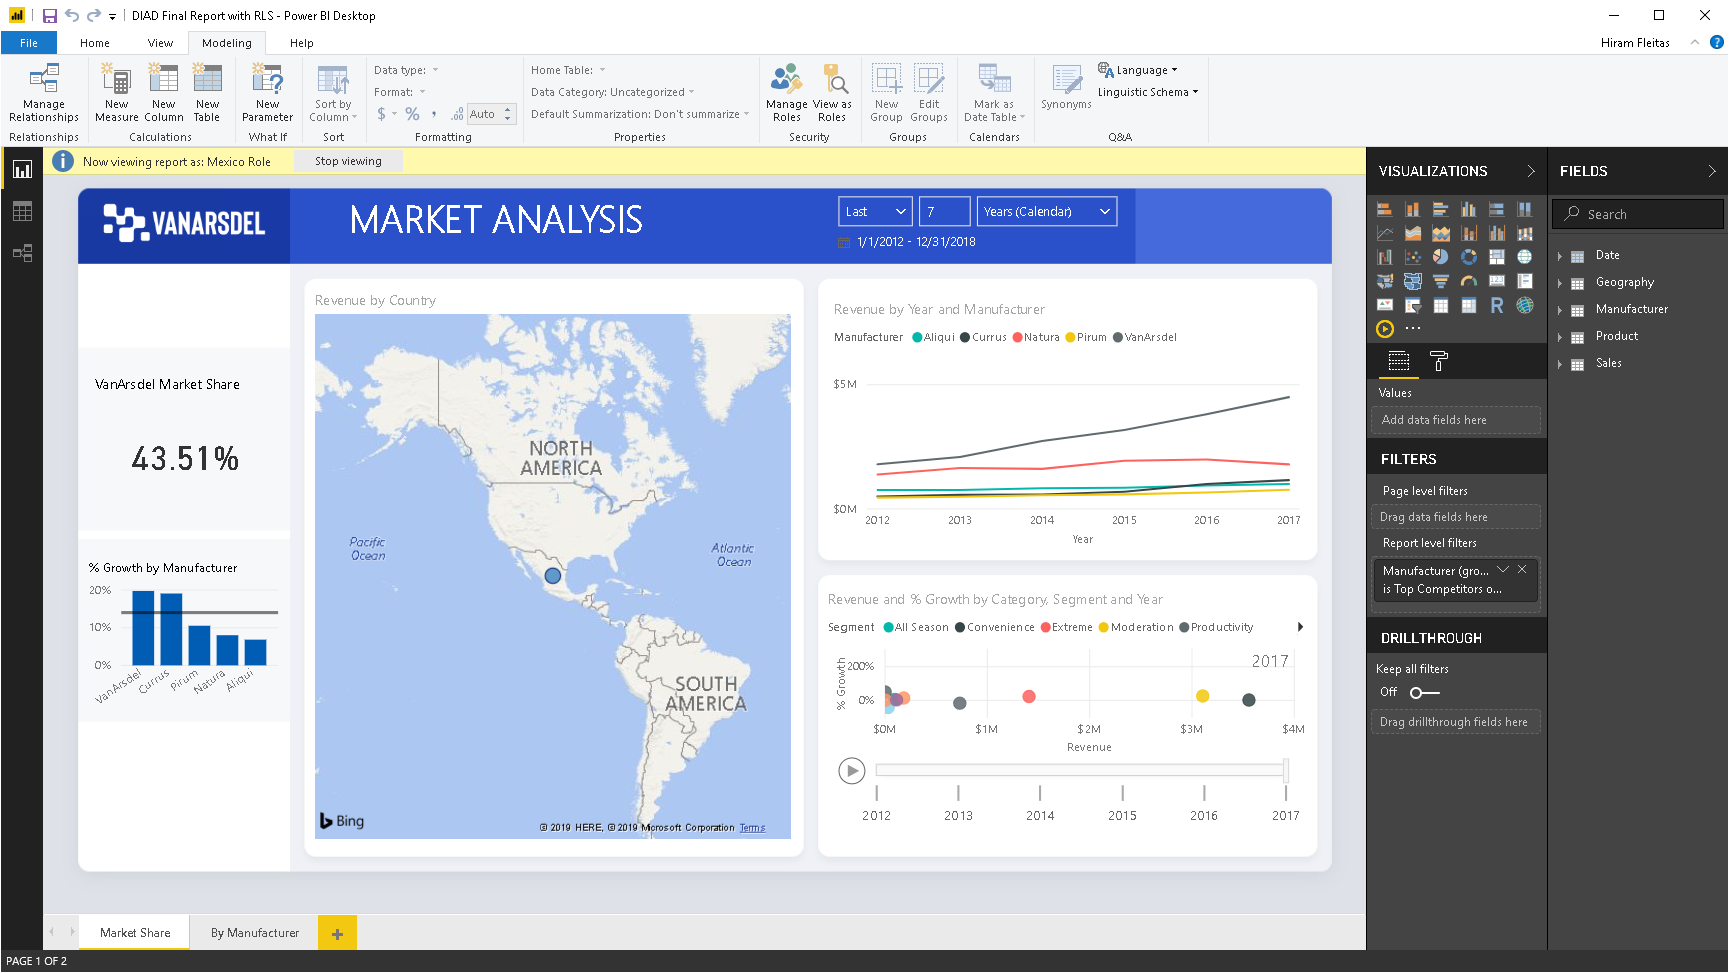 DIAD Final Report with RLS - Power BI Desktop
File Home View Modeling Help
Hiram Fleitas
Manage Relationships
Relationships
New Measure
New Column
New Table
Calculations
New Parameter
What If
Sort by Column
Sort
Data type:
Format:
$ % , .00 Auto
Formatting
Home Table:
Data Category: Uncategorized
Default Summarization: Don't summarize
Properties
Manage Roles
View as Roles
Security
New Group
Edit Groups
Groups
Mark as Date Table
Calendars
Synonyms
Language
Linguistic Schema
Q&A
Now viewing report as: Mexico Role
Stop viewing
VANARSDEL
MARKET ANALYSIS
Last 7 Years (Calendar)
1/1/2012 - 12/31/2018
VanArsdel Market Share
43.51%
% Growth by Manufacturer
20%
10%
0%
VanArsdel Currus Pirum Natura Aliqui
Revenue by Country
NORTH AMERICA
Pacific Ocean
Atlantic Ocean
SOUTH AMERICA
Bing
© 2019 HERE, © 2019 Microsoft Corporation Terms
Revenue by Year and Manufacturer
Manufacturer Aliqui Currus Natura Pirum VanArsdel
$5M
$0M
2012 2013 2014 2015 2016 2017
Year
Revenue and % Growth by Category, Segment and Year
Segment All Season Convenience Extreme Moderation Productivity
2017
% Growth
200%
0%
$0M $1M $2M $3M $4M
Revenue
2012 2013 2014 2015 2016 2017
Market Share
By Manufacturer
+
PAGE 1 OF 2
VISUALIZATIONS
R
Values
Add data fields here
FILTERS
Page level filters
Drag data fields here
Report level filters
Manufacturer (gro...
is Top Competitors o...
DRILLTHROUGH
Keep all filters
Off
Drag drillthrough fields here
FIELDS
Search
Date
Geography
Manufacturer
Product
Sales